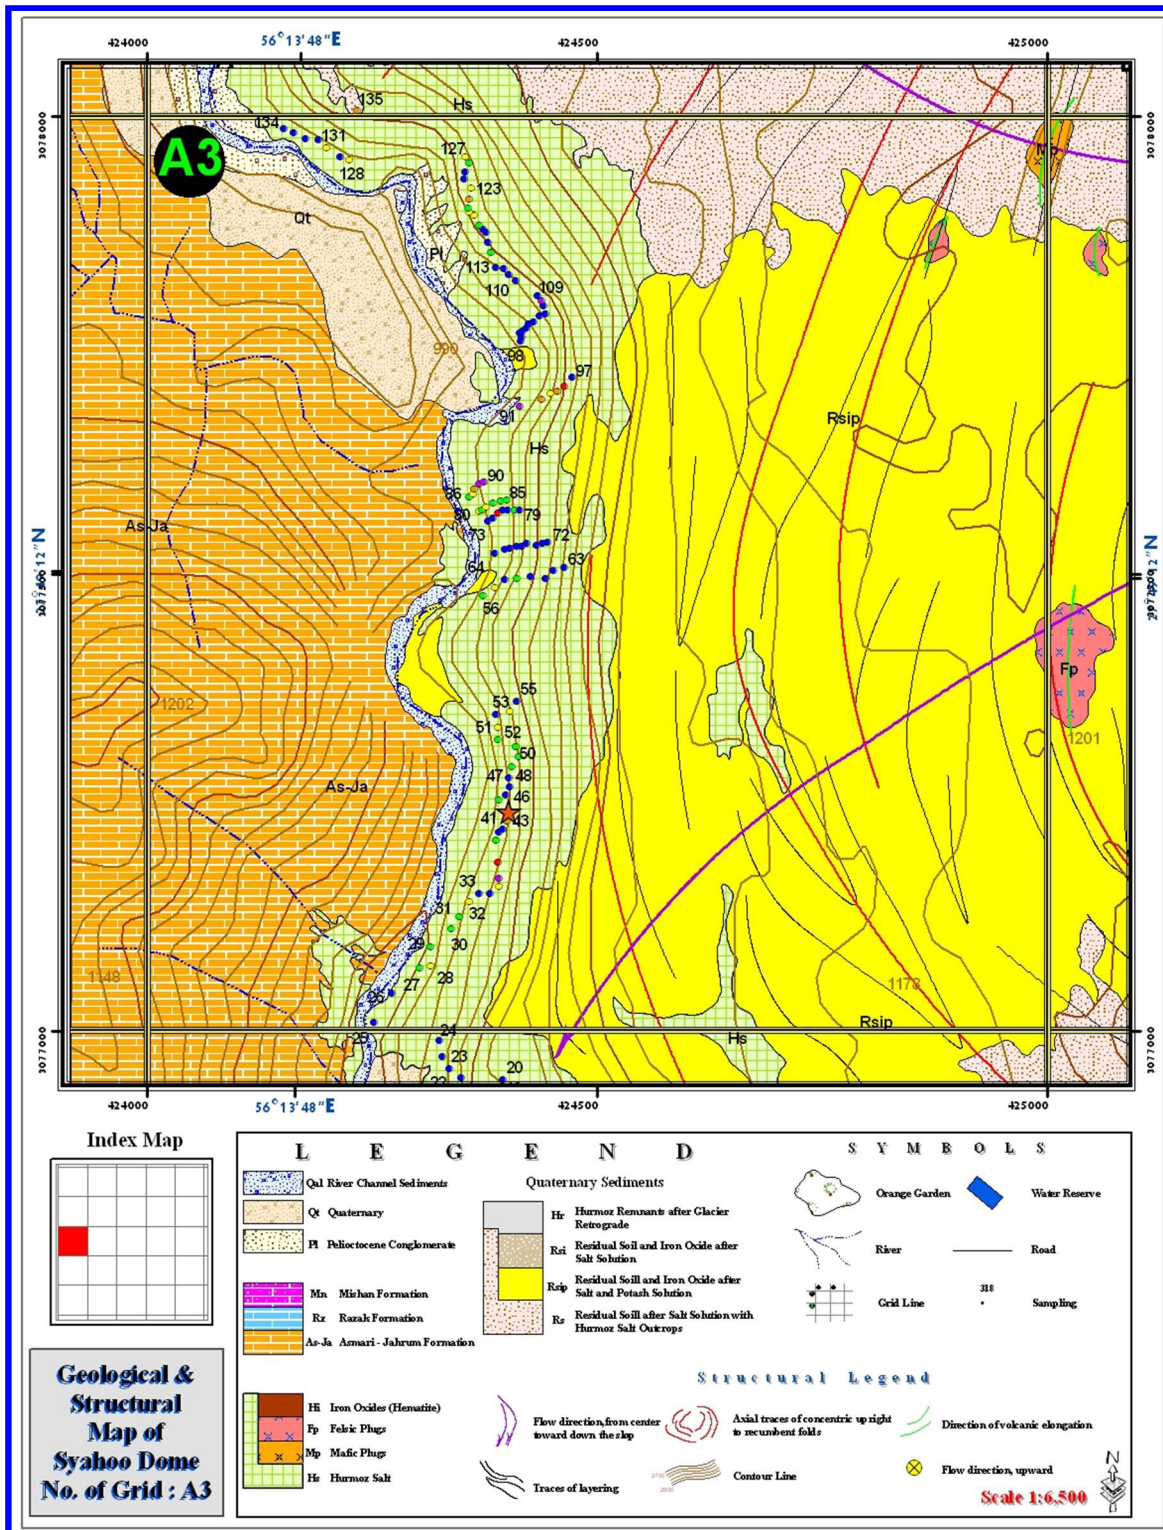 424000
56°13'48"E
424500
425000
3078000
3078000
A3
135
Hs
134
131
127
128
123
Mp
Qt
Pl
113
110
109
990
98
97
91
Rsip
Hs
90
86
85
80
79
As-Ja
73
72
63
64
56
Fp
1202
55
53
51
52
50
1201
47
48
As-Ja
46
41
43
33
31
32
29
30
1148
27
28
1178
26
Rsip
25
24
Hs
23
20
22
3077000
3077000
424000
56°13'48"E
424500
425000
Index Map
Geological &
Structural
Map of
Syahoo Dome
No. of Grid : A3
L E G E N D
Qal River Channel Sediments
Qt Quaternary
Pl Pelioctocene Conglomerate
Mn Mishan Formation
Rz Razak Formation
As-Ja Asmari - Jahrum Formation
Hi Iron Oxides (Hematite)
Fp Felsic Plugs
Mp Mafic Plugs
Hs Hurmoz Salt
Quaternary Sediments
Hr Hurmoz Remnants after Glacier
Retrograde
Rsi Residual Soil and Iron Oxide after
Salt Solution
Rsip Residual Soill and Iron Oxide after
Salt and Potash Solution
Rs Residual Soill after Salt Solution with
Hurmoz Salt Outcrops
S Y M B O L S
Orange Garden
Water Reserve
River
Road
Grid Line
318
Sampling
Structural Legend
Flow direction, from center
toward down the slop
Axial traces of concentric up right
to recumbent folds
Direction of volcanic elongation
Traces of layering
2700
2800
Contour Line
Flow direction, upward
Scale 1:6,500
N